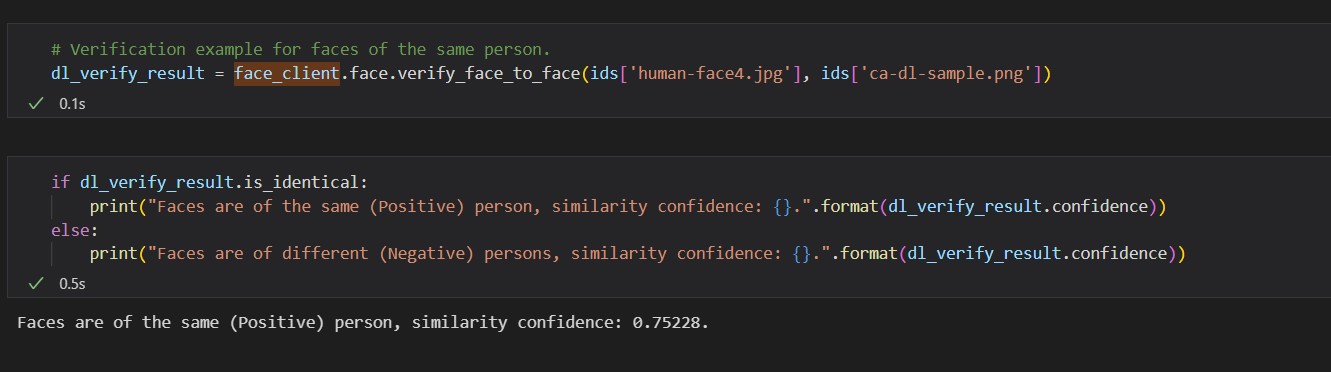 # Verification example for faces of the same person.
dl_verify_result = face_client.face.verify_face_to_face(ids['human-face4.jpg'], ids['ca-dl-sample.png'])
✓ 0.1s
if dl_verify_result.is_identical:
    print("Faces are of the same (Positive) person, similarity confidence: {}.".format(dl_verify_result.confidence))
else:
    print("Faces are of different (Negative) persons, similarity confidence: {}.".format(dl_verify_result.confidence))
✓ 0.5s
Faces are of the same (Positive) person, similarity confidence: 0.75228.